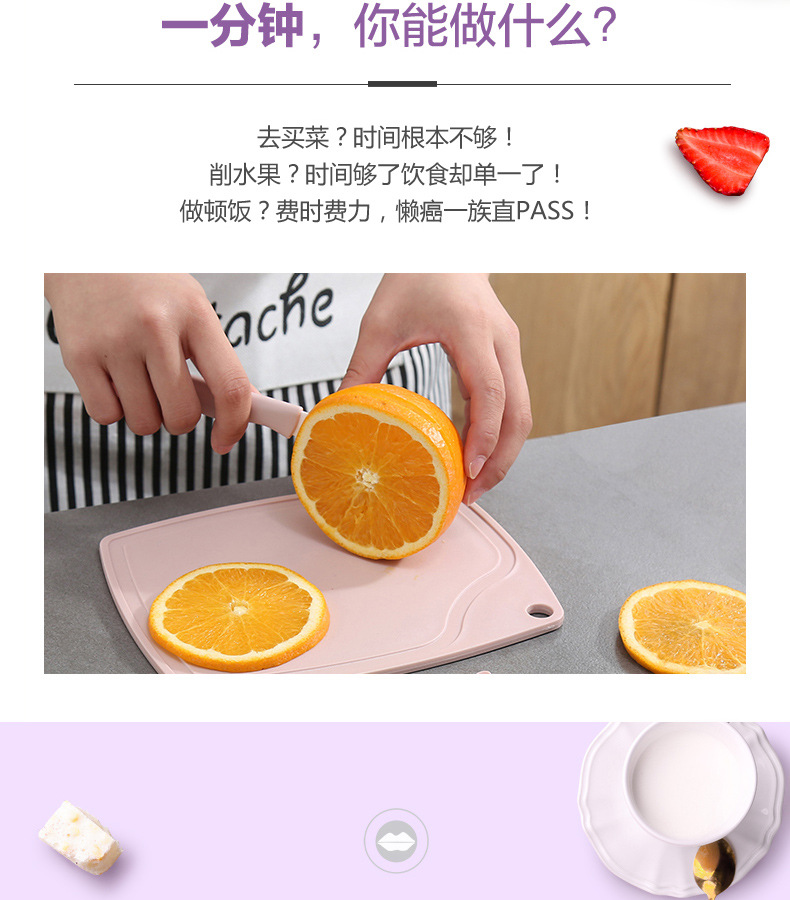 一分钟，你能做什么？
去买菜？时间根本不够！
削水果？时间够了饮食却单一了！
做顿饭？费时费力，懒癌一族直PASS！
ache